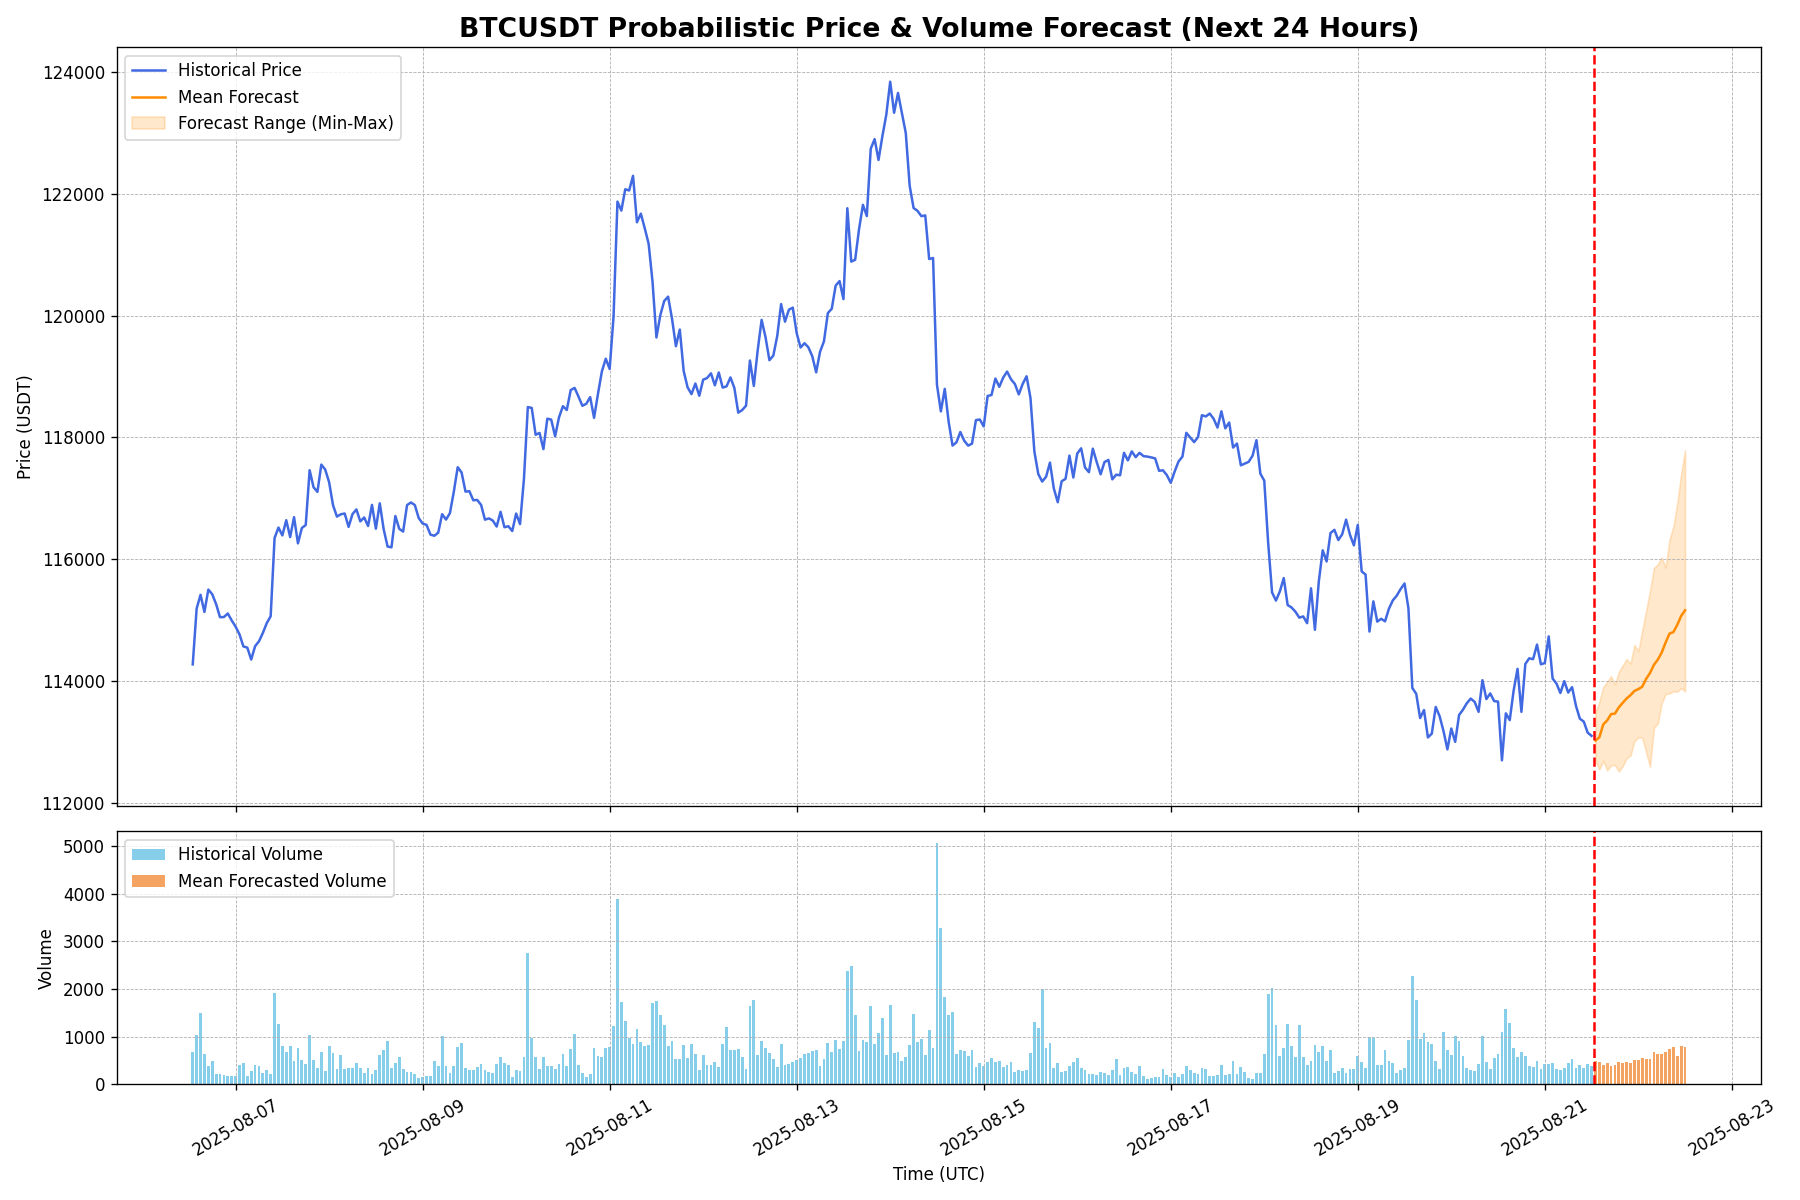 BTCUSDT Probabilistic Price & Volume Forecast (Next 24 Hours)
Historical Price
Mean Forecast
Forecast Range (Min-Max)
124000
122000
120000
118000
116000
114000
112000
Price (USDT)
Historical Volume
Mean Forecasted Volume
5000
4000
3000
2000
1000
0
Volume
2025-08-07
2025-08-09
2025-08-11
2025-08-13
2025-08-15
2025-08-17
2025-08-19
2025-08-21
2025-08-23
Time (UTC)